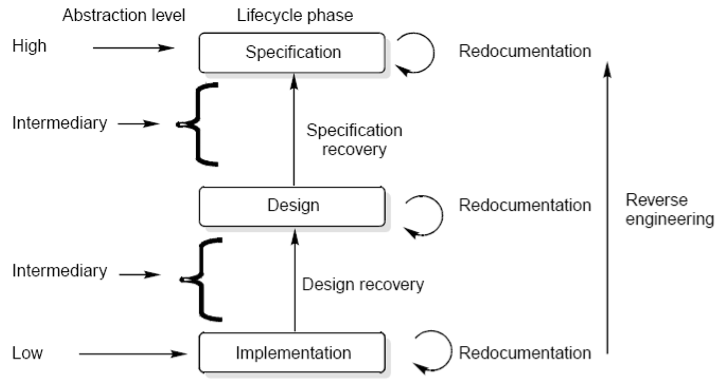 Abstraction level
Lifecycle phase
High
Specification
Redocumentation
Intermediary
Specification
recovery
Design
Redocumentation
Reverse
engineering
Intermediary
Design recovery
Low
Implementation
Redocumentation